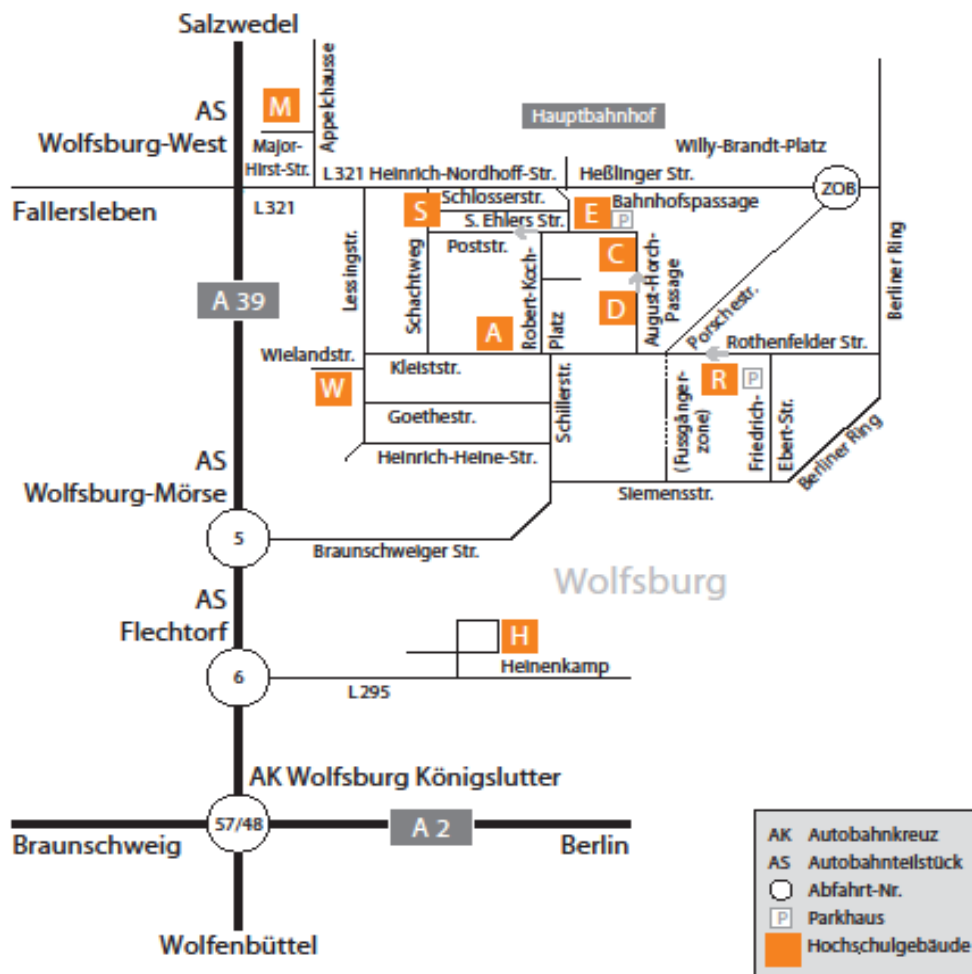 Salzwedel
AS
Wolfsburg-West
M
Major-
Hirst-Str.
Appelchausse
Hauptbahnhof
Willy-Brandt-Platz
L321 Heinrich-Nordhoff-Str.
Heßlinger Str.
ZOB
Fallersleben
L321
S
Schlosserstr.
S. Ehlers Str.
E
Bahnhofspassage
P
Poststr.
C
D
A
Lessingstr.
Schachtweg
Robert-Koch-
Platz
August-Horch-
Passage
Porschestr.
Berliner Ring
A 39
Rothenfelder Str.
Wielandstr.
W
Kleiststr.
Goethestr.
Heinrich-Heine-Str.
Schillerstr.
(Fussgänger-
zone)
R
P
Friedrich-
Ebert-Str.
Berliner Ring
AS
Wolfsburg-Mörse
Siemensstr.
5
Braunschweiger Str.
Wolfsburg
AS
Flechtorf
H
Heinenkamp
6
L295
AK Wolfsburg Königslutter
57/48
A 2
Braunschweig
Berlin
Wolfenbüttel
AK Autobahnkreuz
AS Autobahnteilstück
Abfahrt-Nr.
P Parkhaus
Hochschulgebäude